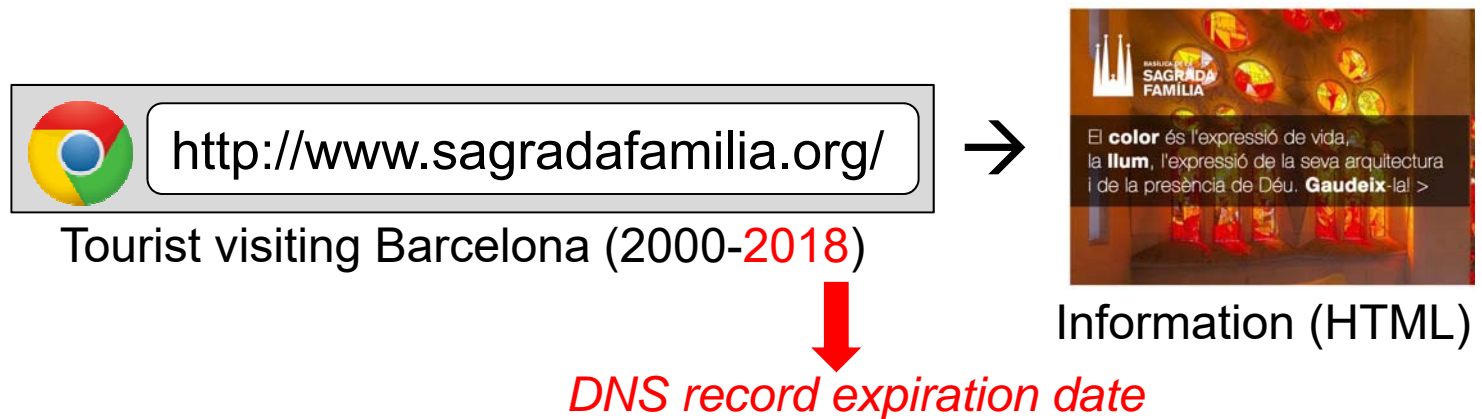 http://www.sagradafamilia.org/
→
BASÍLICA DE LA
SAGRADA
FAMÍLIA
El color és l'expressió de vida,
la llum, l'expressió de la seva arquitectura
i de la presència de Déu. Gaudeix-la! >
Tourist visiting Barcelona (2000-2018)
Information (HTML)
DNS record expiration date